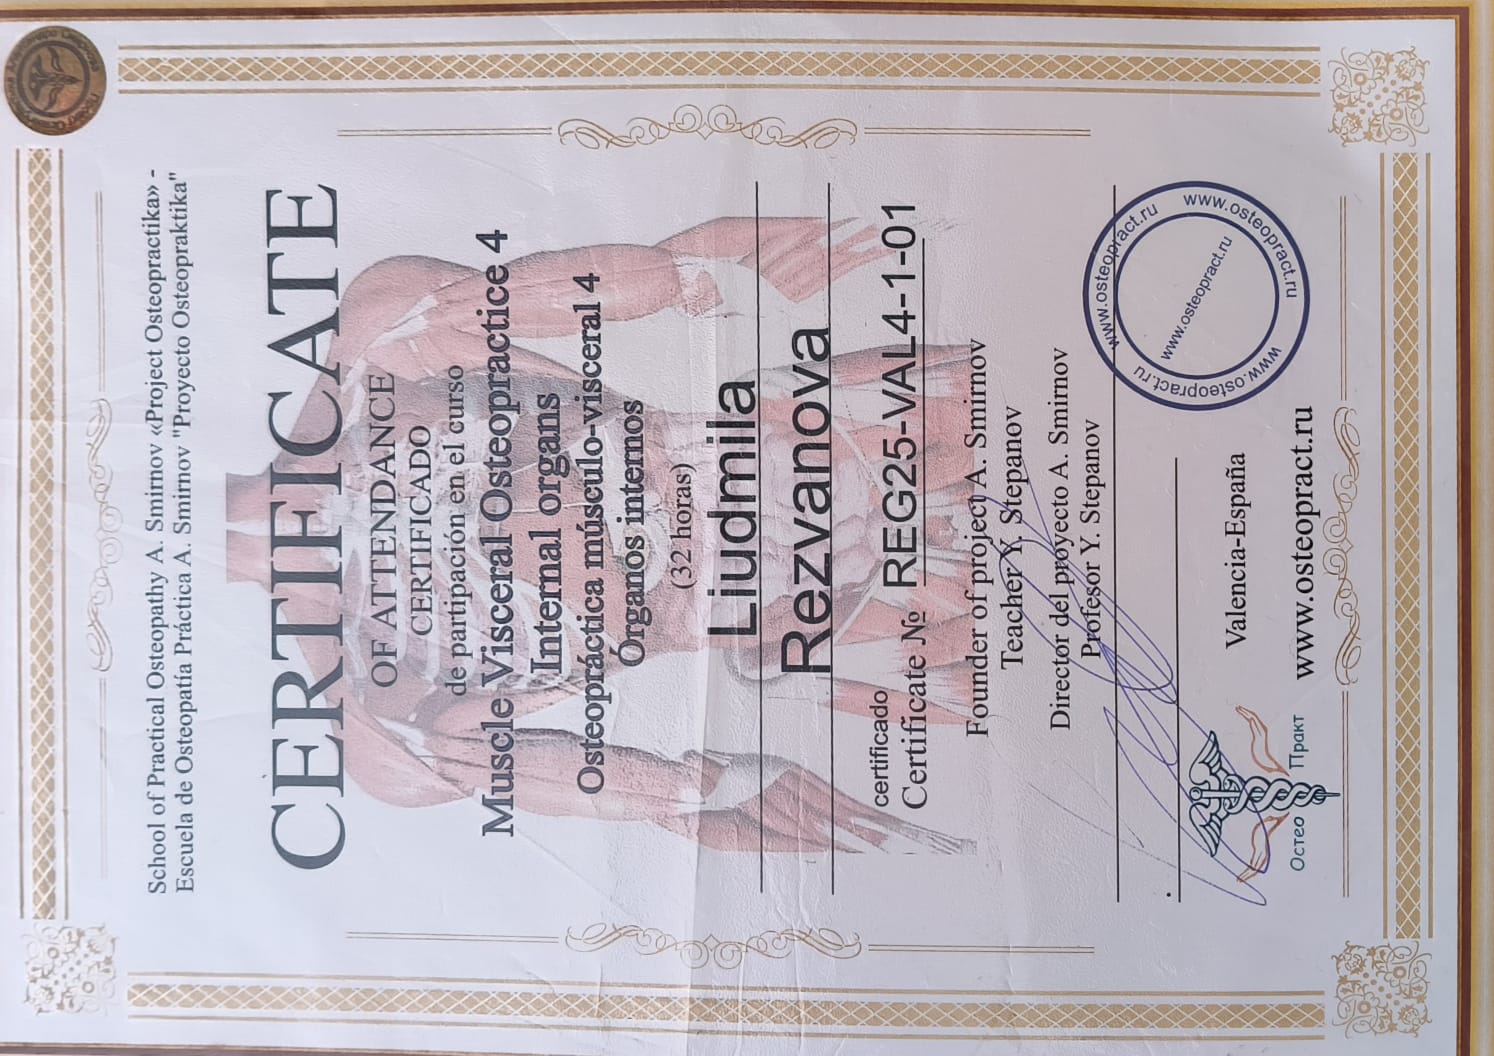 School of Practical Osteopathy A. Smirnov «Project Osteopractika» -
Escuela de Osteopatía Práctica A. Smirnov "Proyecto Osteopraktika"
CERTIFICATE
OF ATTENDANCE
CERTIFICADO
de partipación en el curso
Muscle Visceral Osteopractice 4
Internal organs
Osteopráctica músculo-visceral 4
Órganos internos
(32 horas)
Liudmila
Rezvanova
certificado
Certificate № REG25-VAL4-1-01
Founder of project A. Smirnov
Teacher Y. Stepanov
Director del proyecto A. Smirnov
Profesor Y. Stepanov
www.osteopract.ru
www.osteopract.ru
www.osteopract.ru
www.osteopract.ru
www.osteopract.ru
Valencia-España
Остео Практ
www.osteopract.ru